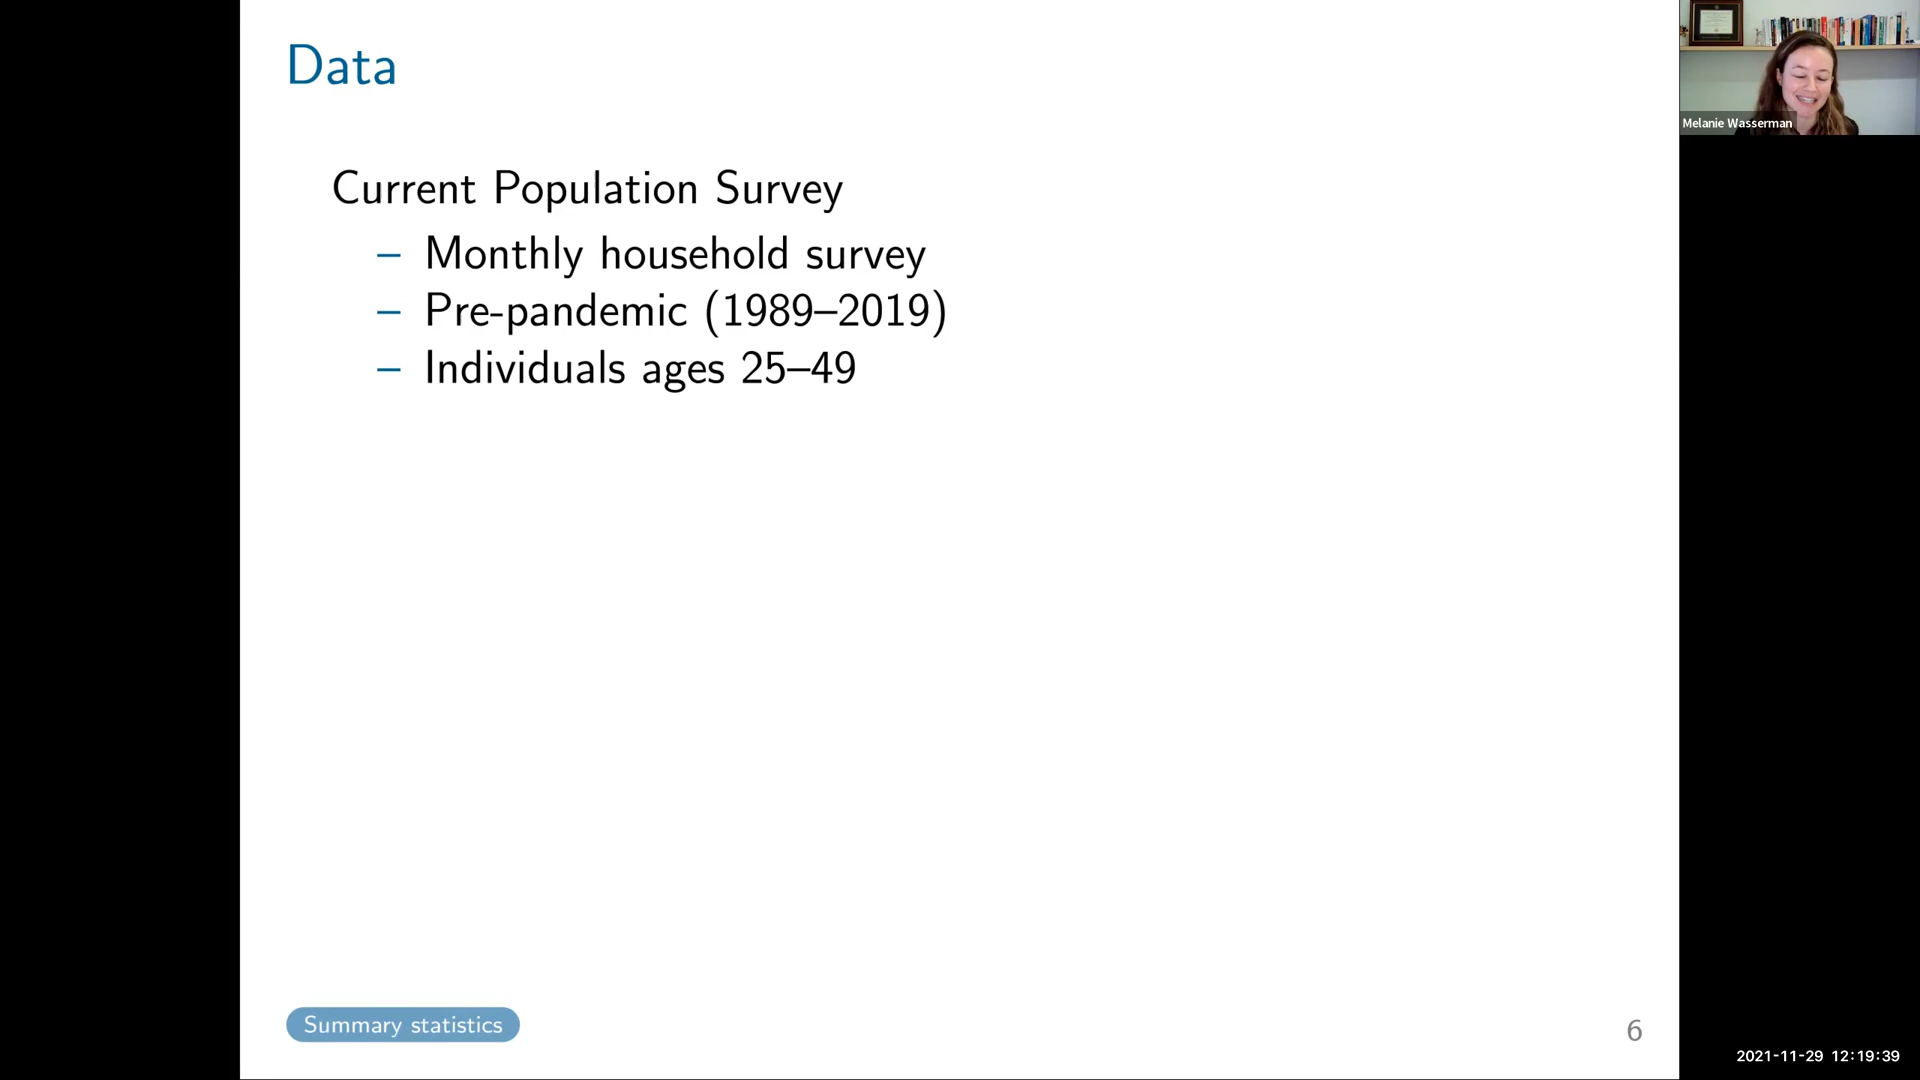 Data
Melanie Wasserman
Current Population Survey
– Monthly household survey
– Pre-pandemic (1989–2019)
– Individuals ages 25–49
Summary statistics
6
2021-11-29 12:19:39